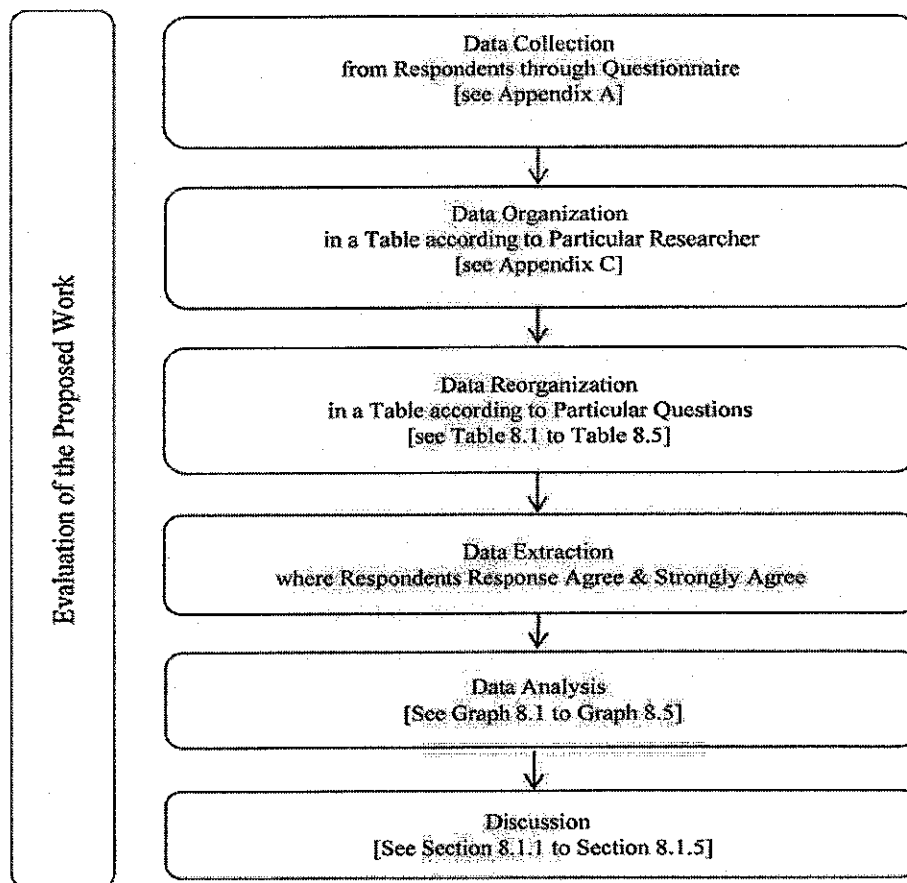 Evaluation of the Proposed Work
Data Collection
from Respondents through Questionnaire
[see Appendix A]
Data Organization
in a Table according to Particular Researcher
[see Appendix C]
Data Reorganization
in a Table according to Particular Questions
[see Table 8.1 to Table 8.5]
Data Extraction
where Respondents Response Agree & Strongly Agree
Data Analysis
[See Graph 8.1 to Graph 8.5]
Discussion
[See Section 8.1.1 to Section 8.1.5]